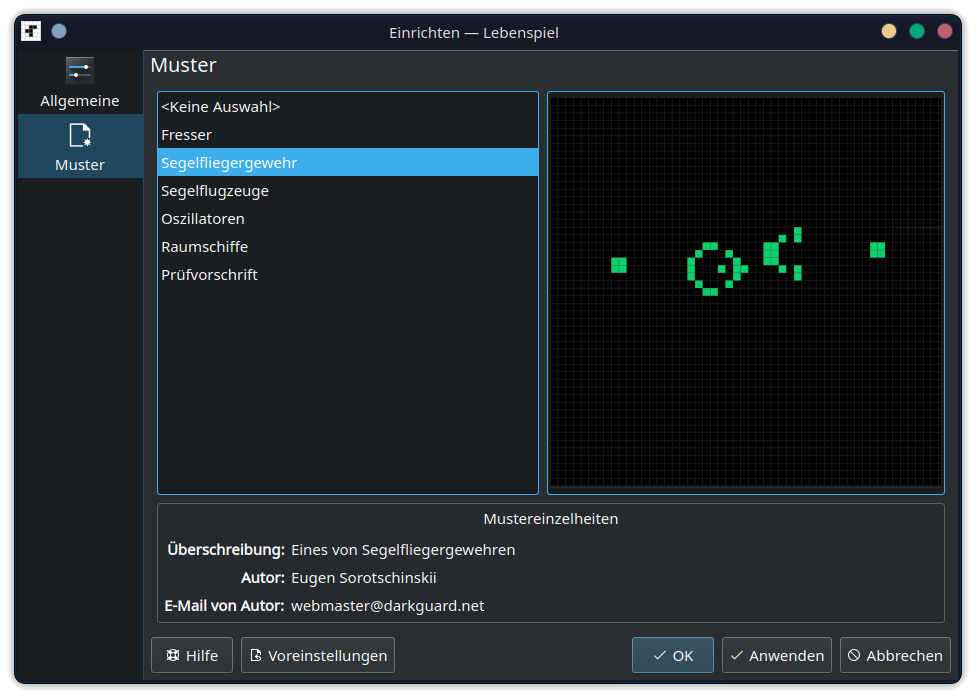 Einrichten — Lebenspiel
Allgemeine
Muster
Muster
<Keine Auswahl>
Fresser
Segelfliegergewehr
Segelflugzeuge
Oszillatoren
Raumschiffe
Prüfvorschrift
Mustereinzelheiten
Überschreibung: Eines von Segelfliegergewehren
Autor: Eugen Sorotschinskii
E-Mail von Autor: webmaster@darkguard.net
Hilfe
Voreinstellungen
OK
Anwenden
Abbrechen